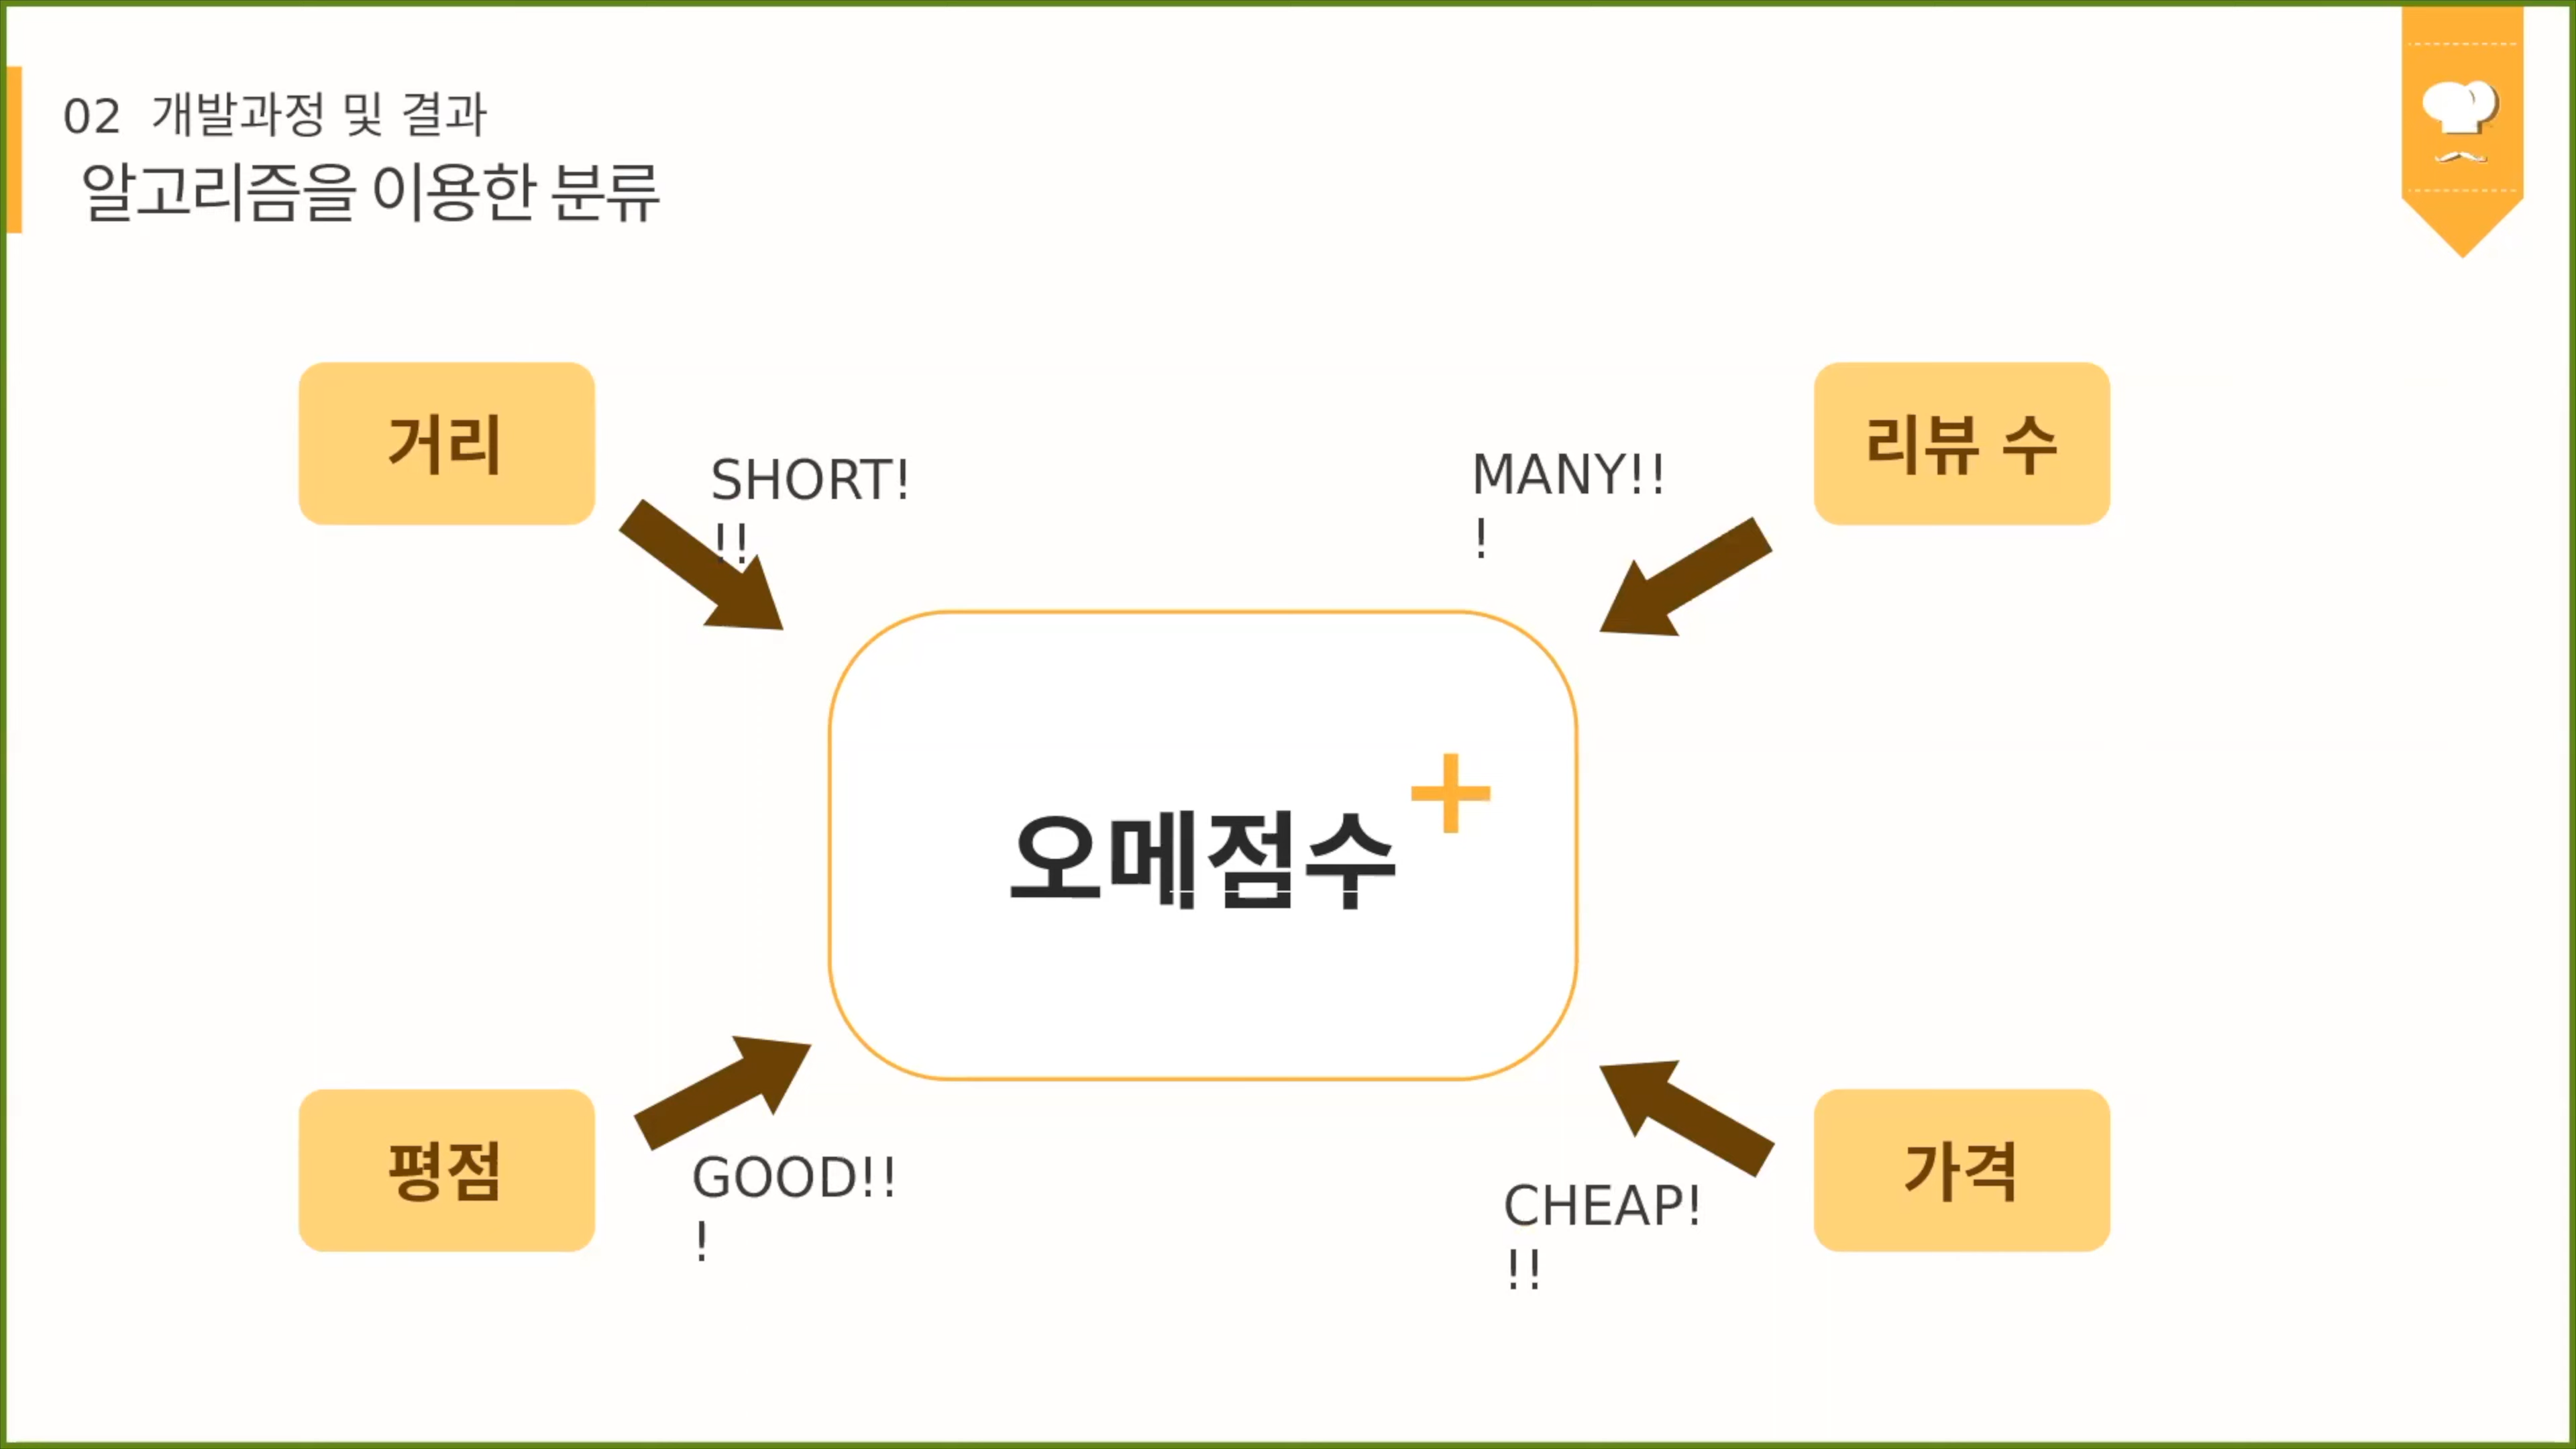 02 개발과정 및 결과
알고리즘을 이용한 분류
거리
SHORT!
!!
MANY!!
!
리뷰 수
오메점수
+
평점
GOOD!!
!
CHEAP!
!!
가격